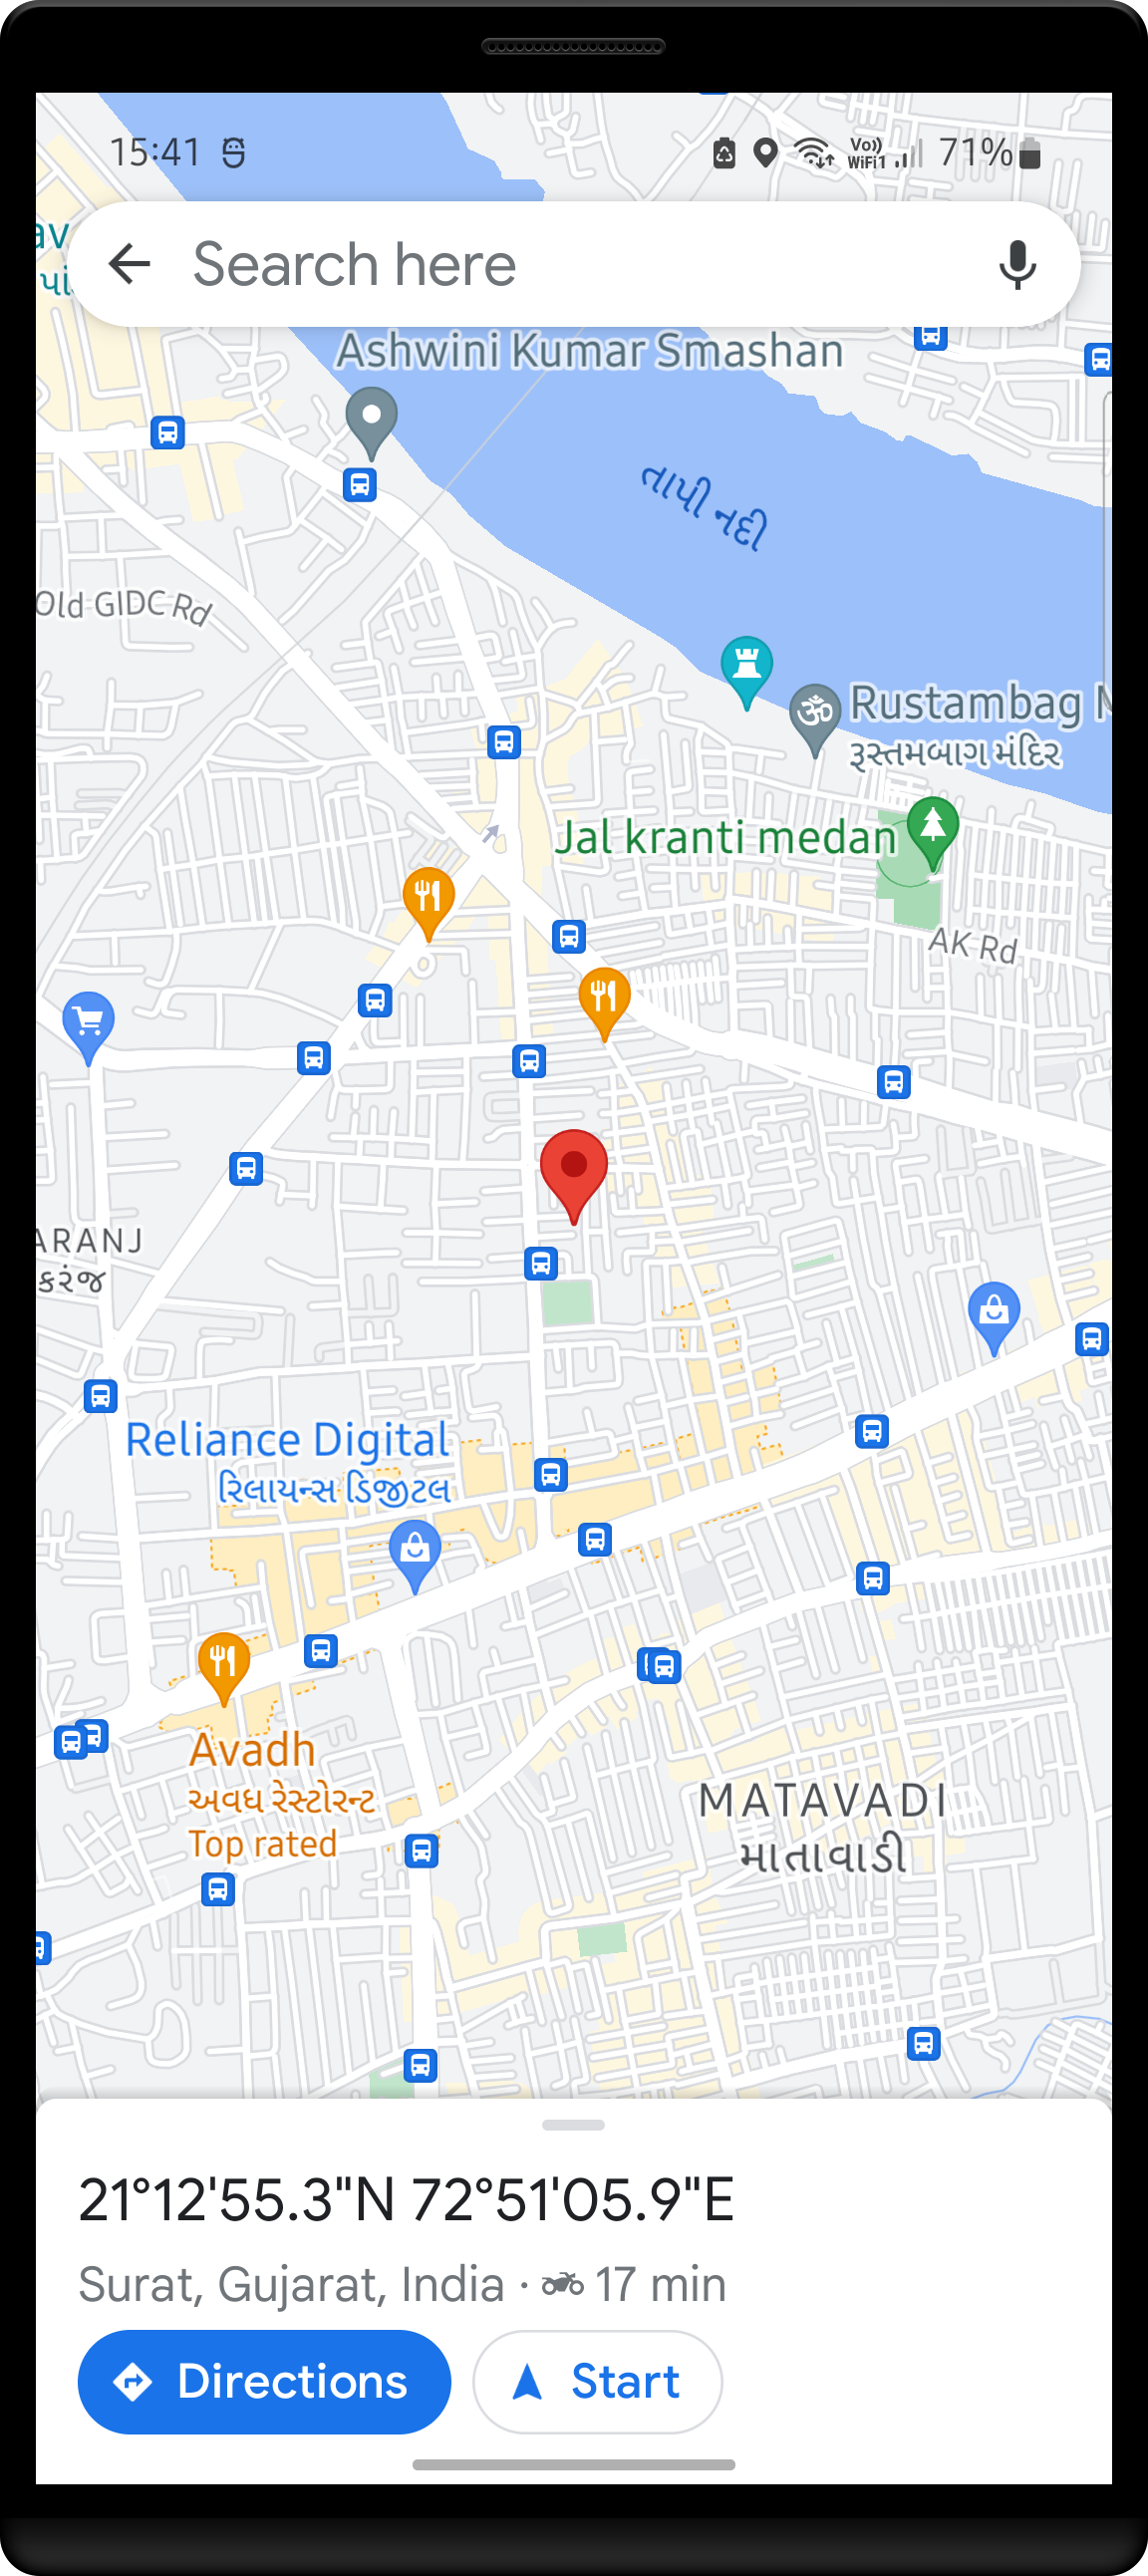 15:41
Vo))
WiFi1
71%
Search here
Ashwini Kumar Smashan
તાપી નદી
Old GIDC Rd
Rustambag
રૂસ્તમબાગ મંદિર
Jal kranti medan
AK Rd
ARANJ
કરંજ
Reliance Digital
રિલાયન્સ ડિજીટલ
Avadh
અવધ રેસ્ટોરન્ટ
Top rated
MATAVADI
માતાવાડી
21°12'55.3"N 72°51'05.9"E
Surat, Gujarat, India · 17 min
Directions
Start